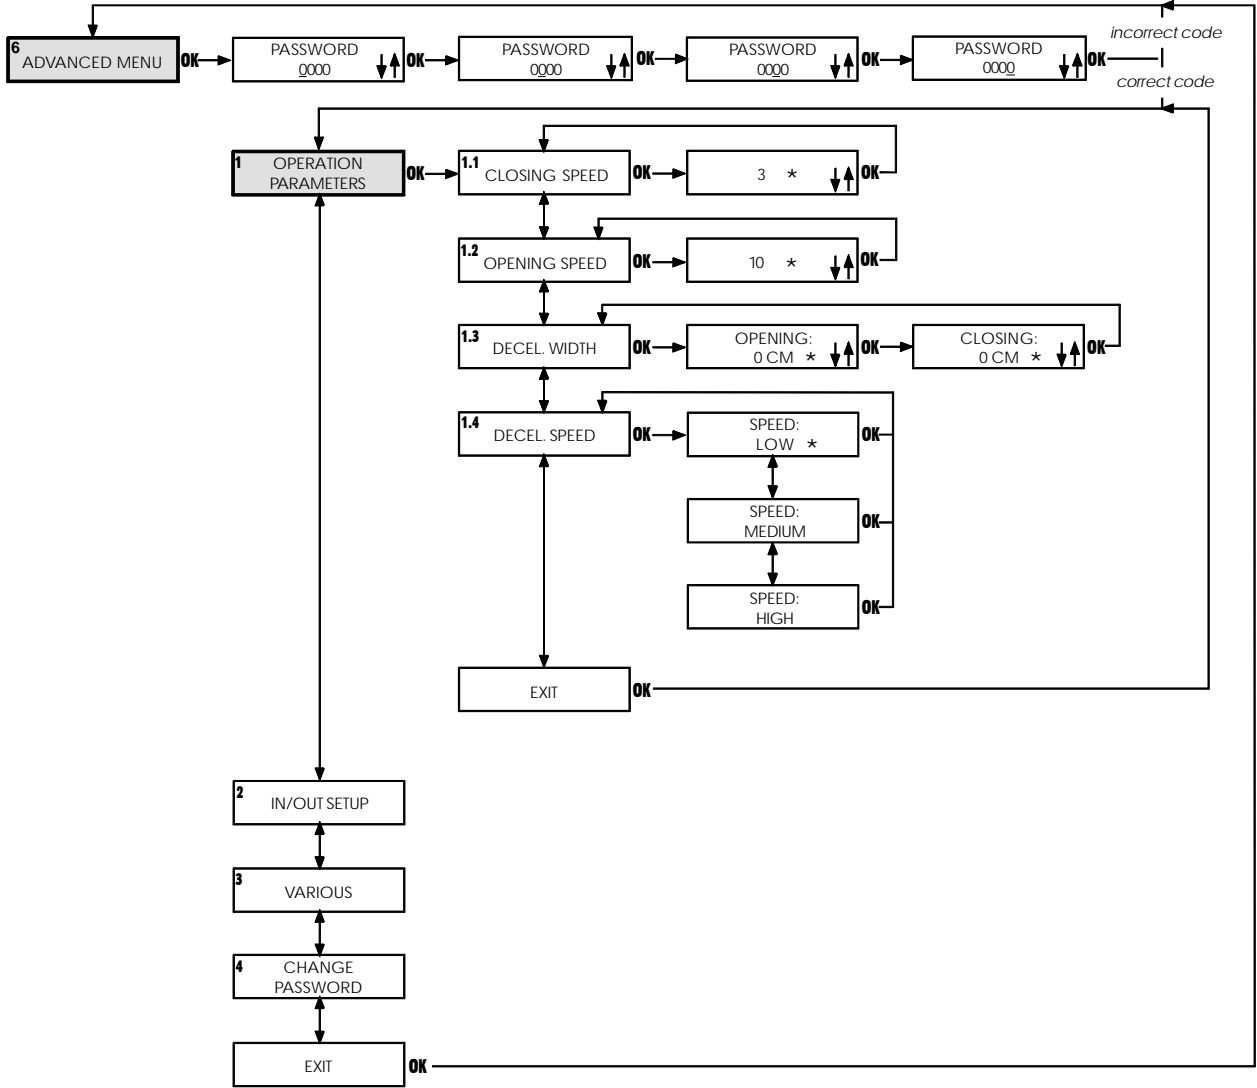 6
ADVANCED MENU
OK
PASSWORD
0000
OK
PASSWORD
0000
OK
PASSWORD
0000
OK
PASSWORD
0000
OK
incorrect code
correct code
1
OPERATION
PARAMETERS
OK
1.1
CLOSING SPEED
OK
3 *
OK
1.2
OPENING SPEED
OK
10 *
OK
1.3
DECEL. WIDTH
OK
OPENING:
0 CM *
OK
CLOSING:
0 CM *
OK
1.4
DECEL. SPEED
OK
SPEED:
LOW *
OK
SPEED:
MEDIUM
OK
SPEED:
HIGH
OK
EXIT
OK
2
IN/OUT SETUP
3
VARIOUS
4
CHANGE
PASSWORD
EXIT
OK